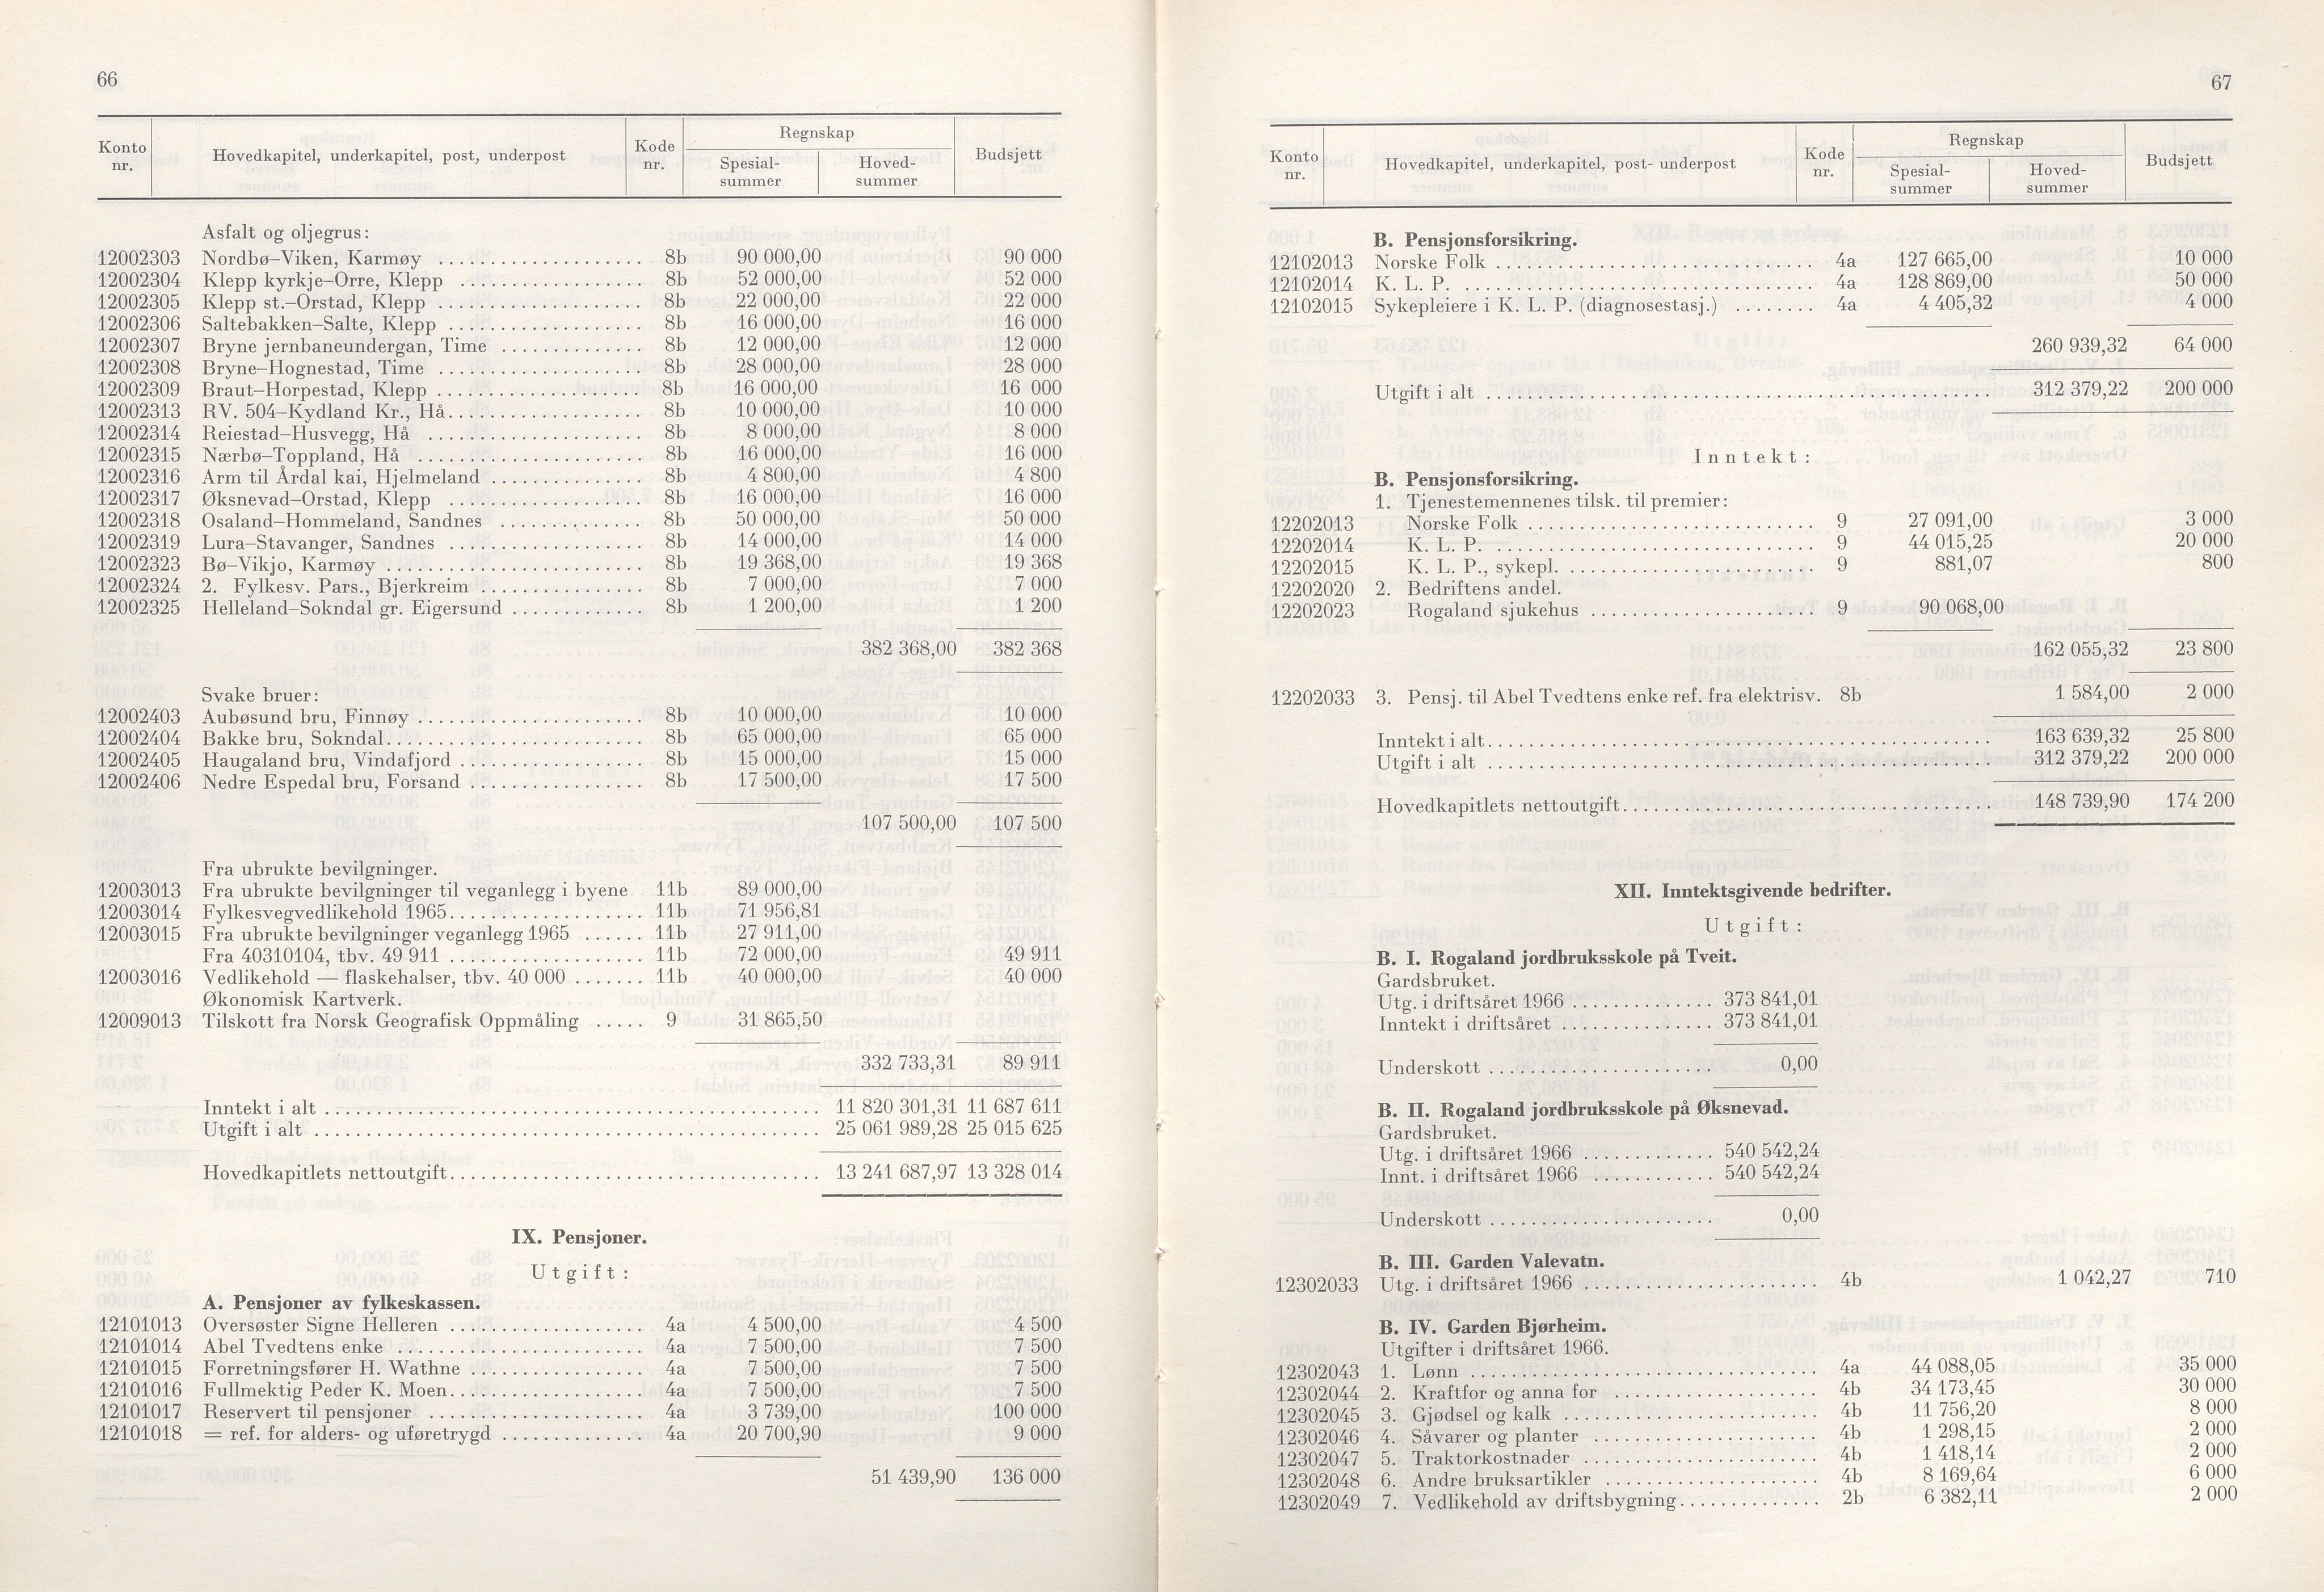 66
Konto nr. Hovedkapitel, underkapitel, post, underpost Kode nr. Regnskap Spesial-summer Hoved-summer Budsjett
Asfalt og oljegrus:
12002303 Nordbø–Viken, Karmøy 8b 90 000,00 90 000
12002304 Klepp kyrkje–Orre, Klepp 8b 52 000,00 52 000
12002305 Klepp st.–Orstad, Klepp 8b 22 000,00 22 000
12002306 Saltebakken–Salte, Klepp 8b 16 000,00 16 000
12002307 Bryne jernbaneundergan, Time 8b 12 000,00 12 000
12002308 Bryne–Hognestad, Time 8b 28 000,00 28 000
12002309 Braut–Horpestad, Klepp 8b 16 000,00 16 000
12002313 RV. 504–Kydland Kr., Hå 8b 10 000,00 10 000
12002314 Reiestad–Husvegg, Hå 8b 8 000,00 8 000
12002315 Nærbø–Toppland, Hå 8b 16 000,00 16 000
12002316 Arm til Årdal kai, Hjelmeland 8b 4 800,00 4 800
12002317 Øksnevad–Orstad, Klepp 8b 16 000,00 16 000
12002318 Osaland–Hommeland, Sandnes 8b 50 000,00 50 000
12002319 Lura–Stavanger, Sandnes 8b 14 000,00 14 000
12002323 Bø–Vikjo, Karmøy 8b 19 368,00 19 368
12002324 2. Fylkesv. Pars., Bjerkreim 8b 7 000,00 7 000
12002325 Helleland–Sokndal gr. Eigersund 8b 1 200,00 1 200
382 368,00 382 368
Svake bruer:
12002403 Aubøsund bru, Finnøy 8b 10 000,00 10 000
12002404 Bakke bru, Sokndal 8b 65 000,00 65 000
12002405 Haugaland bru, Vindafjord 8b 15 000,00 15 000
12002406 Nedre Espedal bru, Forsand 8b 17 500,00 17 500
107 500,00 107 500
Fra ubrukte bevilgninger.
12003013 Fra ubrukte bevilgninger til veganlegg i byene 11b 89 000,00
12003014 Fylkesvegvedlikehold 1965 11b 71 956,81
12003015 Fra ubrukte bevilgninger veganlegg 1965 11b 27 911,00
Fra 40310104, tbv. 49 911 11b 72 000,00 49 911
12003016 Vedlikehold — flaskehalser, tbv. 40 000 11b 40 000,00 40 000
Økonomisk Kartverk.
12009013 Tilskott fra Norsk Geografisk Oppmåling 9 31 865,50
332 733,31 89 911
Inntekt i alt 11 820 301,31 11 687 611
Utgift i alt 25 061 989,28 25 015 625
Hovedkapitlets nettoutgift 13 241 687,97 13 328 014
IX. Pensjoner.
Utgift:
A. Pensjoner av fylkeskassen.
12101013 Oversøster Signe Helleren 4a 4 500,00 4 500
12101014 Abel Tvedtens enke 4a 7 500,00 7 500
12101015 Forretningsfører H. Wathne 4a 7 500,00 7 500
12101016 Fullmektig Peder K. Moen 4a 7 500,00 7 500
12101017 Reservert til pensjoner 4a 3 739,00 100 000
12101018 = ref. for alders- og uføretrygd 4a 20 700,90 9 000
51 439,90 136 000
67
Konto nr. Hovedkapitel, underkapitel, post- underpost Kode nr. Regnskap Spesial-summer Hoved-summer Budsjett
B. Pensjonsforsikring.
12102013 Norske Folk 4a 127 665,00 10 000
12102014 K. L. P. 4a 128 869,00 50 000
12102015 Sykepleiere i K. L. P. (diagnosestasj.) 4a 4 405,32 4 000
260 939,32 64 000
Utgift i alt 312 379,22 200 000
Inntekt:
B. Pensjonsforsikring.
1. Tjenestemennenes tilsk. til premier:
12202013 Norske Folk 9 27 091,00 3 000
12202014 K. L. P. 9 44 015,25 20 000
12202015 K. L. P., sykepl. 9 881,07 800
12202020 2. Bedriftens andel.
12202023 Rogaland sjukehus 9 90 068,00
162 055,32 23 800
12202033 3. Pensj. til Abel Tvedtens enke ref. fra elektrisv. 8b 1 584,00 2 000
Inntekt i alt 163 639,32 25 800
Utgift i alt 312 379,22 200 000
Hovedkapitlets nettoutgift 148 739,90 174 200
XII. Inntektsgivende bedrifter.
Utgift:
B. I. Rogaland jordbruksskole på Tveit.
Gardsbruket.
Utg. i driftsåret 1966 373 841,01
Inntekt i driftsåret 373 841,01
Underskott 0,00
B. II. Rogaland jordbruksskole på Øksnevad.
Gardsbruket.
Utg. i driftsåret 1966 540 542,24
Innt. i driftsåret 1966 540 542,24
Underskott 0,00
B. III. Garden Valevatn.
12302033 Utg. i driftsåret 1966 4b 1 042,27 710
B. IV. Garden Bjørheim.
Utgifter i driftsåret 1966.
12302043 1. Lønn 4a 44 088,05 35 000
12302044 2. Kraftfor og anna for 4b 34 173,45 30 000
12302045 3. Gjødsel og kalk 4b 11 756,20 8 000
12302046 4. Såvarer og planter 4b 1 298,15 2 000
12302047 5. Traktorkostnader 4b 1 418,14 2 000
12302048 6. Andre bruksartikler 4b 8 169,64 6 000
12302049 7. Vedlikehold av driftsbygning 2b 6 382,11 2 000